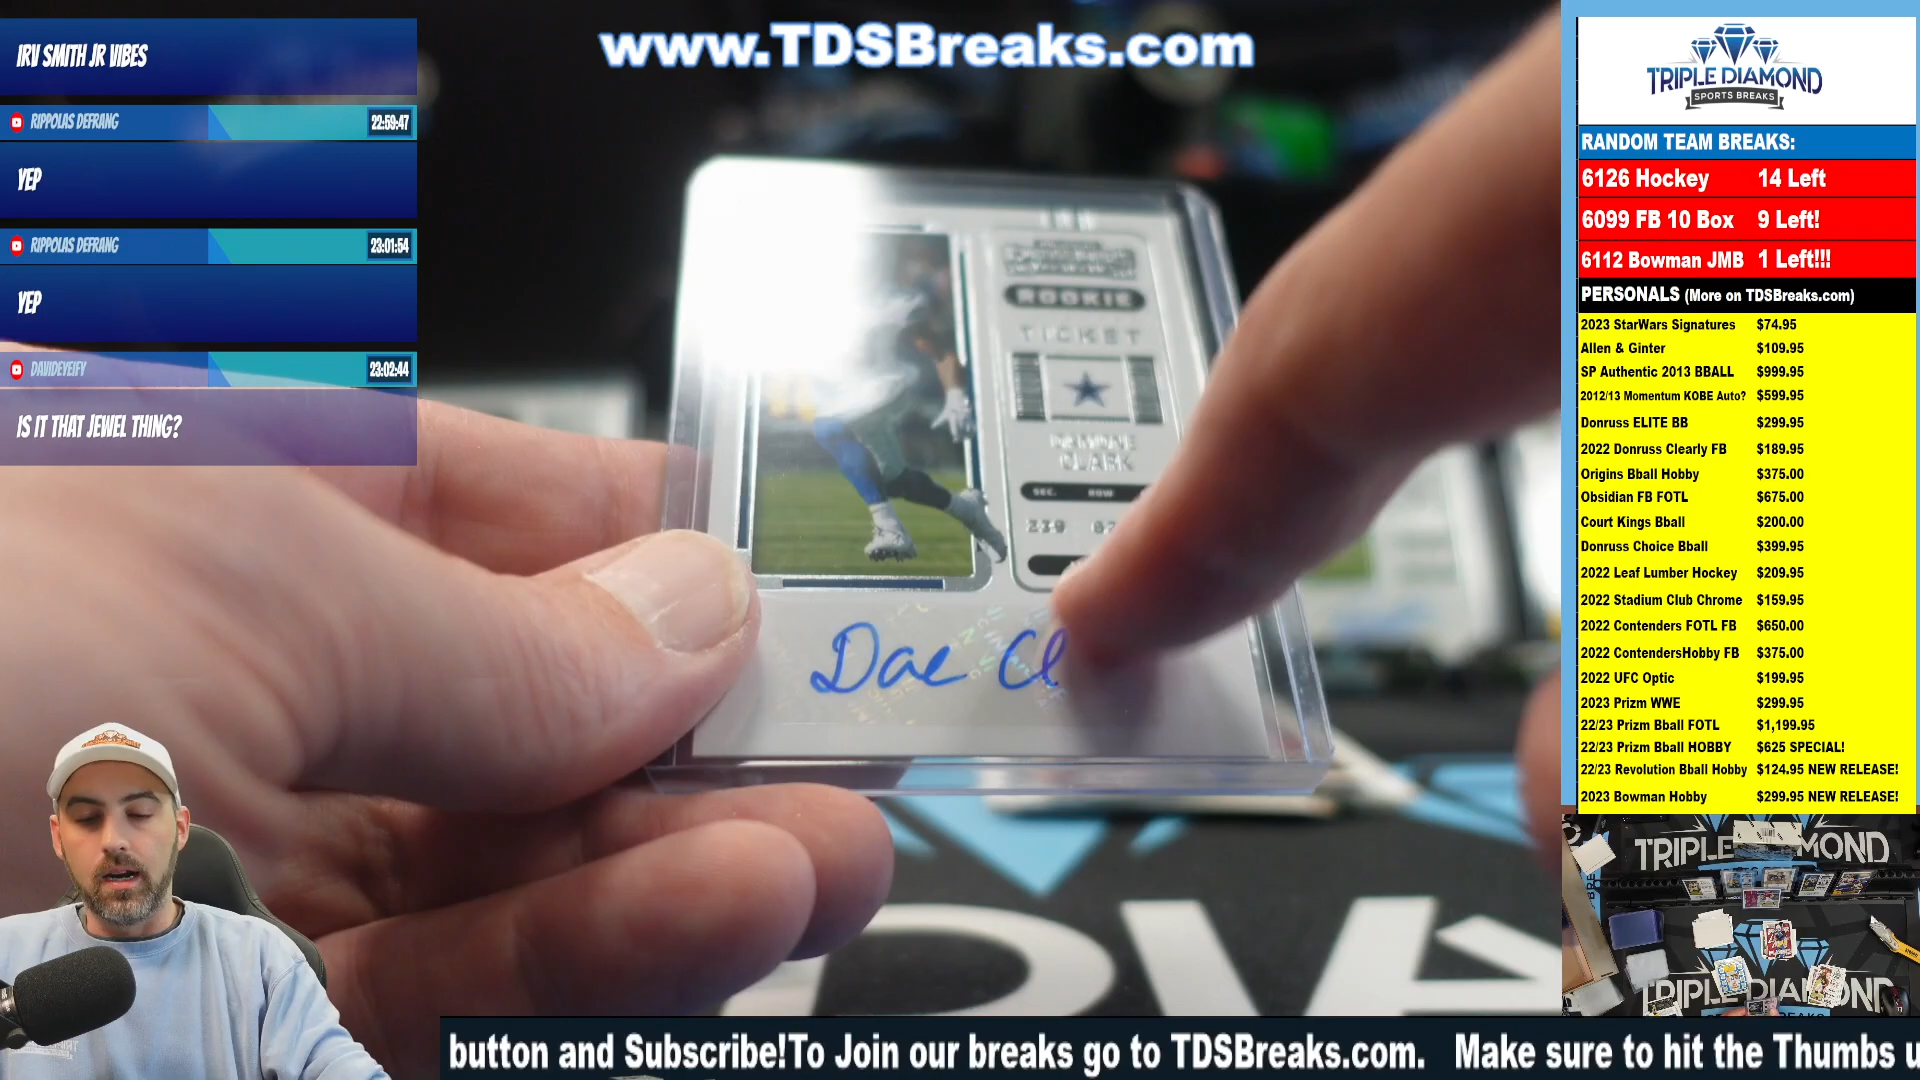 www.TDSBreaks.com
IRV SMITH JR VIBES
RIPPOLAS DEFRANG 22:59:47
YEP
RIPPOLAS DEFRANG 23:01:54
YEP
DAVIDEYEIFY 23:02:44
IS IT THAT JEWEL THING?
ROOKIE
TICKET
CLARK
SEC. ROW
239
Dae Cl
TRIPLE DIAMOND
SPORTS BREAKS
RANDOM TEAM BREAKS:
6126 Hockey 14 Left
6099 FB 10 Box 9 Left!
6112 Bowman JMB 1 Left!!!
PERSONALS (More on TDSBreaks.com)
2023 StarWars Signatures $74.95
Allen & Ginter $109.95
SP Authentic 2013 BBALL $999.95
2012/13 Momentum KOBE Auto? $599.95
Donruss ELITE BB $299.95
2022 Donruss Clearly FB $189.95
Origins Bball Hobby $375.00
Obsidian FB FOTL $675.00
Court Kings Bball $200.00
Donruss Choice Bball $399.95
2022 Leaf Lumber Hockey $209.95
2022 Stadium Club Chrome $159.95
2022 Contenders FOTL FB $650.00
2022 ContendersHobby FB $375.00
2022 UFC Optic $199.95
2023 Prizm WWE $299.95
22/23 Prizm Bball FOTL $1,199.95
22/23 Prizm Bball HOBBY $625 SPECIAL!
22/23 Revolution Bball Hobby $124.95 NEW RELEASE!
2023 Bowman Hobby $299.95 NEW RELEASE!
button and Subscribe!To Join our breaks go to TDSBreaks.com. Make sure to hit the Thumbs u